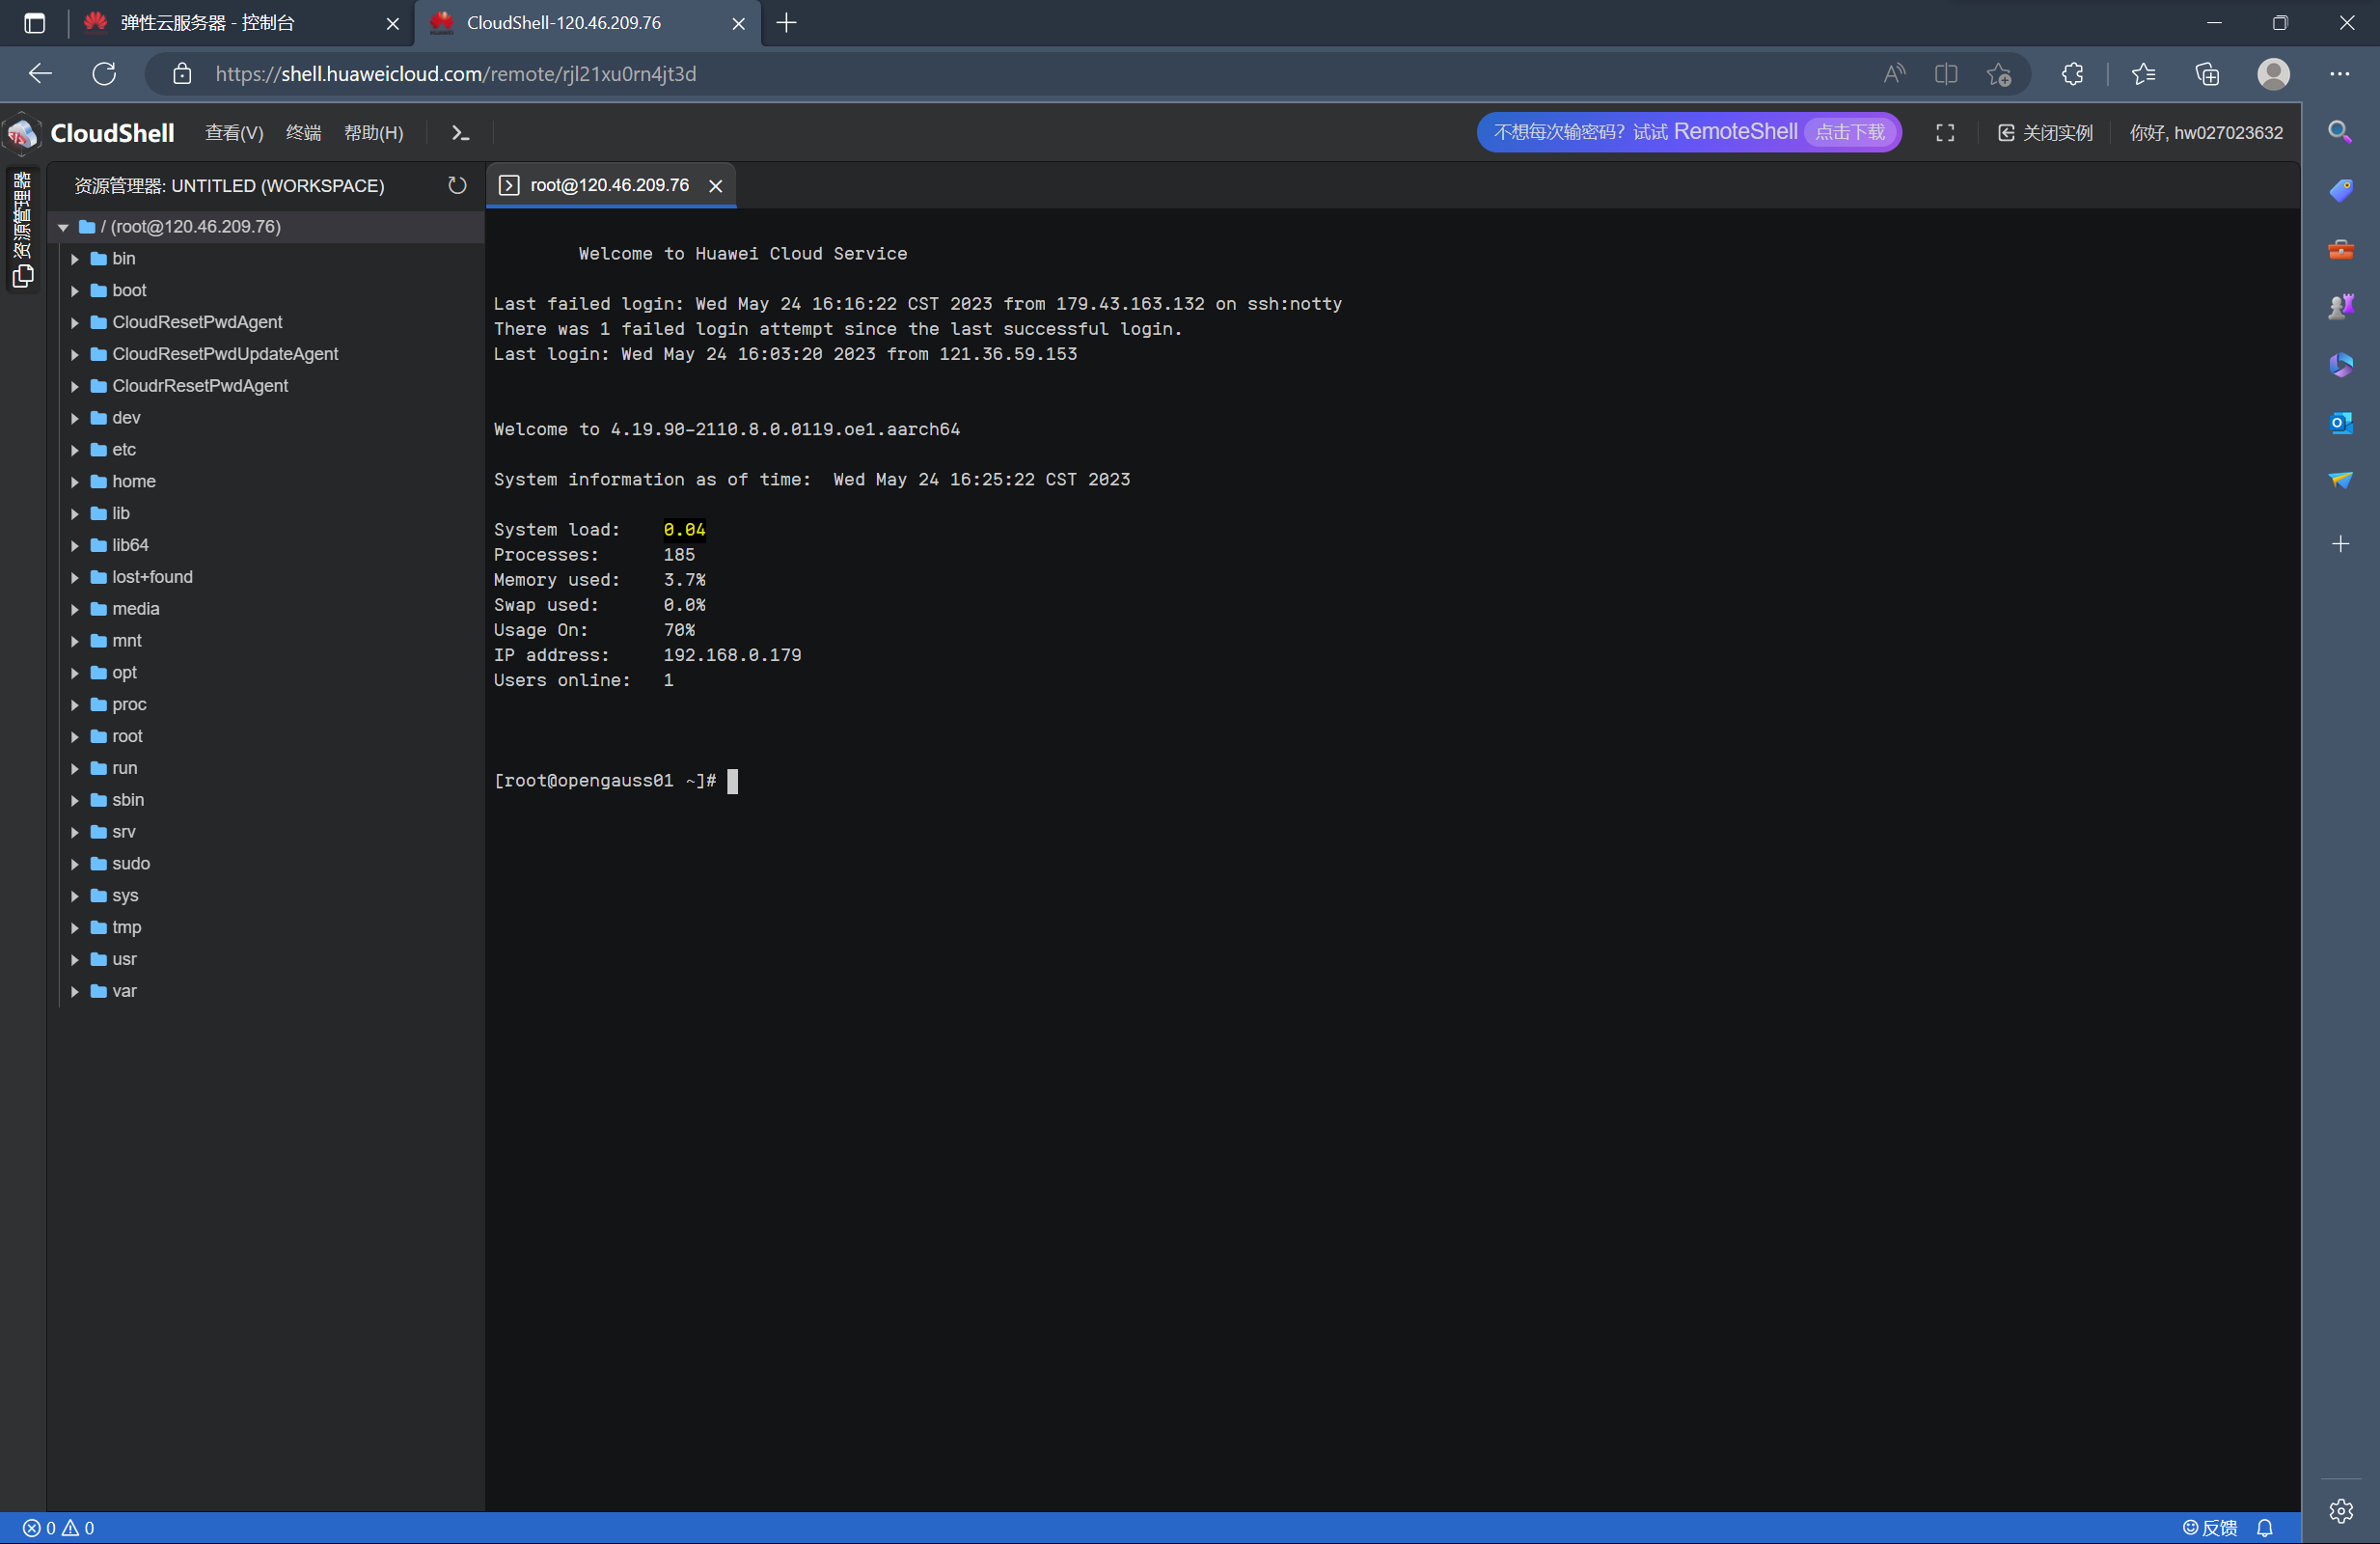 弹性云服务器 - 控制台
CloudShell-120.46.209.76
https://shell.huaweicloud.com/remote/rjl21xu0rn4jt3d
CloudShell 查看(V) 终端 帮助(H)
不想每次输密码？试试 RemoteShell 点击下载
关闭实例
你好, hw027023632
资源管理器
资源管理器: UNTITLED (WORKSPACE)
/ (root@120.46.209.76)
bin
boot
CloudResetPwdAgent
CloudResetPwdUpdateAgent
CloudrResetPwdAgent
dev
etc
home
lib
lib64
lost+found
media
mnt
opt
proc
root
run
sbin
srv
sudo
sys
tmp
usr
var
root@120.46.209.76
Welcome to Huawei Cloud Service
Last failed login: Wed May 24 16:16:22 CST 2023 from 179.43.163.132 on ssh:notty
There was 1 failed login attempt since the last successful login.
Last login: Wed May 24 16:03:20 2023 from 121.36.59.153
Welcome to 4.19.90-2110.8.0.0119.oe1.aarch64
System information as of time:  Wed May 24 16:25:22 CST 2023
System load:    0.04
Processes:      185
Memory used:    3.7%
Swap used:      0.0%
Usage On:       70%
IP address:     192.168.0.179
Users online:   1
[root@opengauss01 ~]#
0 0
反馈